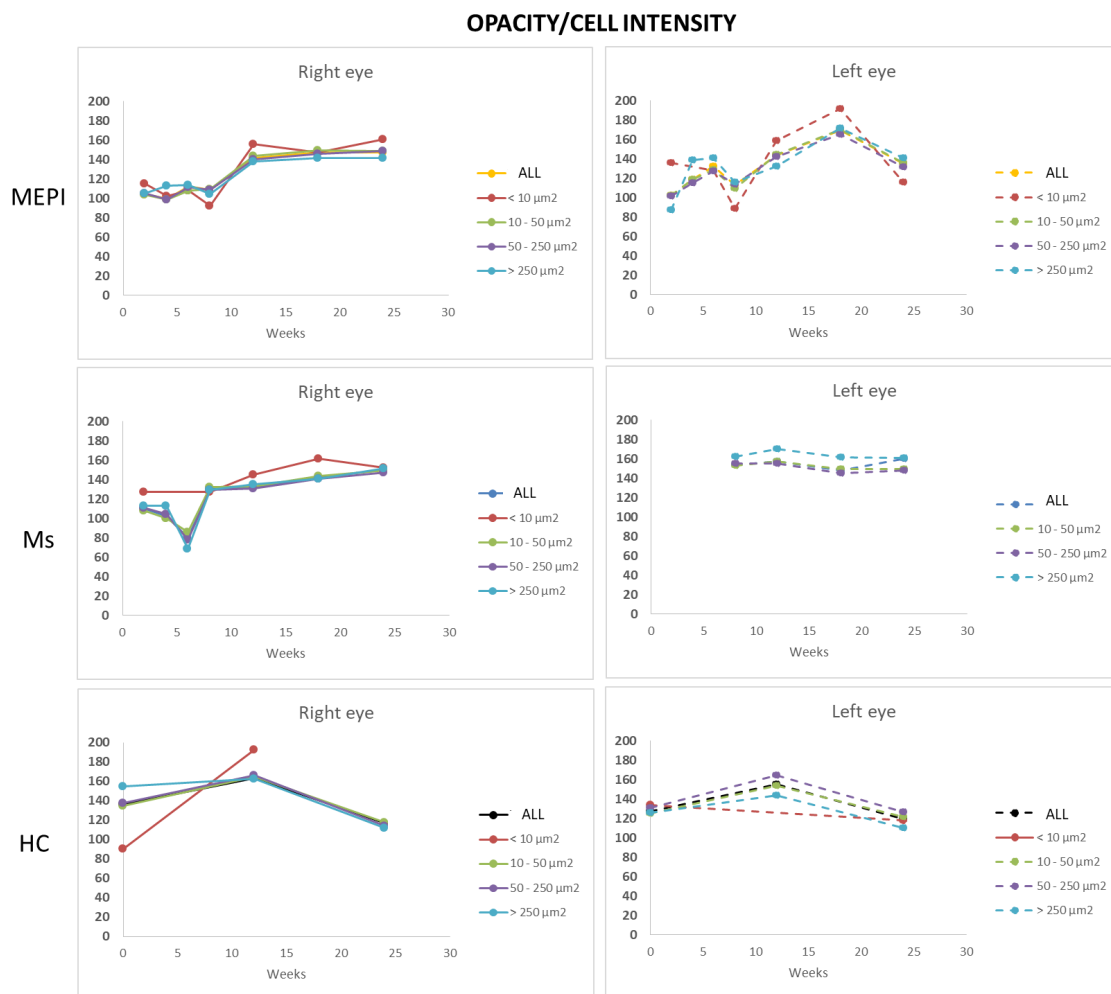 OPACITY/CELL INTENSITY
MEPI
Right eye
200
180
160
140
120
100
80
60
40
20
0
0 5 10 15 20 25 30
Weeks
ALL
< 10 µm2
10 - 50 µm2
50 - 250 µm2
> 250 µm2
Left eye
200
180
160
140
120
100
80
60
40
20
0
0 5 10 15 20 25 30
Weeks
ALL
< 10 µm2
10 - 50 µm2
50 - 250 µm2
> 250 µm2
Ms
Right eye
200
180
160
140
120
100
80
60
40
20
0
0 5 10 15 20 25 30
Weeks
ALL
< 10 µm2
10 - 50 µm2
50 - 250 µm2
> 250 µm2
Left eye
200
180
160
140
120
100
80
60
40
20
0
0 5 10 15 20 25 30
Weeks
ALL
10 - 50 µm2
50 - 250 µm2
> 250 µm2
HC
Right eye
200
180
160
140
120
100
80
60
40
20
0
0 5 10 15 20 25 30
Weeks
ALL
< 10 µm2
10 - 50 µm2
50 - 250 µm2
> 250 µm2
Left eye
200
180
160
140
120
100
80
60
40
20
0
0 5 10 15 20 25 30
Weeks
ALL
< 10 µm2
10 - 50 µm2
50 - 250 µm2
> 250 µm2